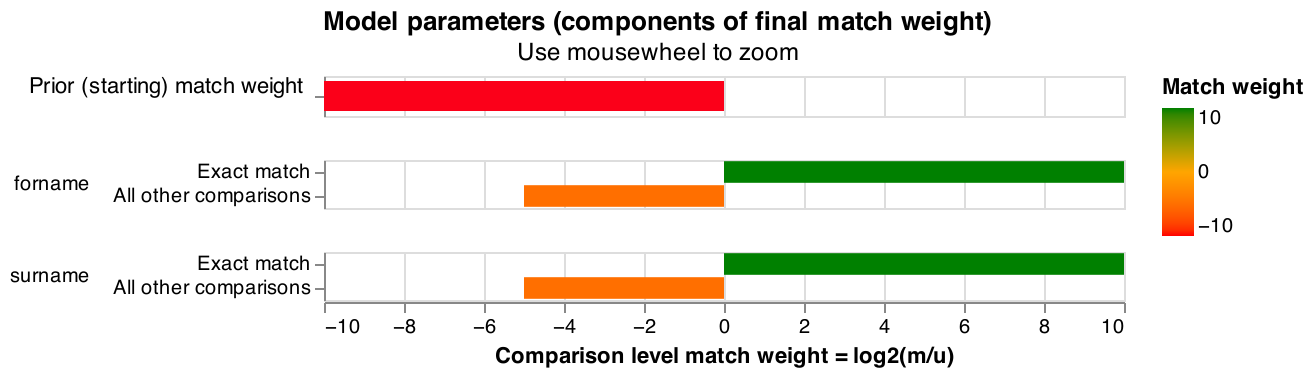 Model parameters (components of final match weight)
Use mousewheel to zoom
Prior (starting) match weight
Match weight
10
0
−10
forname
Exact match
All other comparisons
surname
Exact match
All other comparisons
−10 −8 −6 −4 −2 0 2 4 6 8 10
Comparison level match weight = log2(m/u)